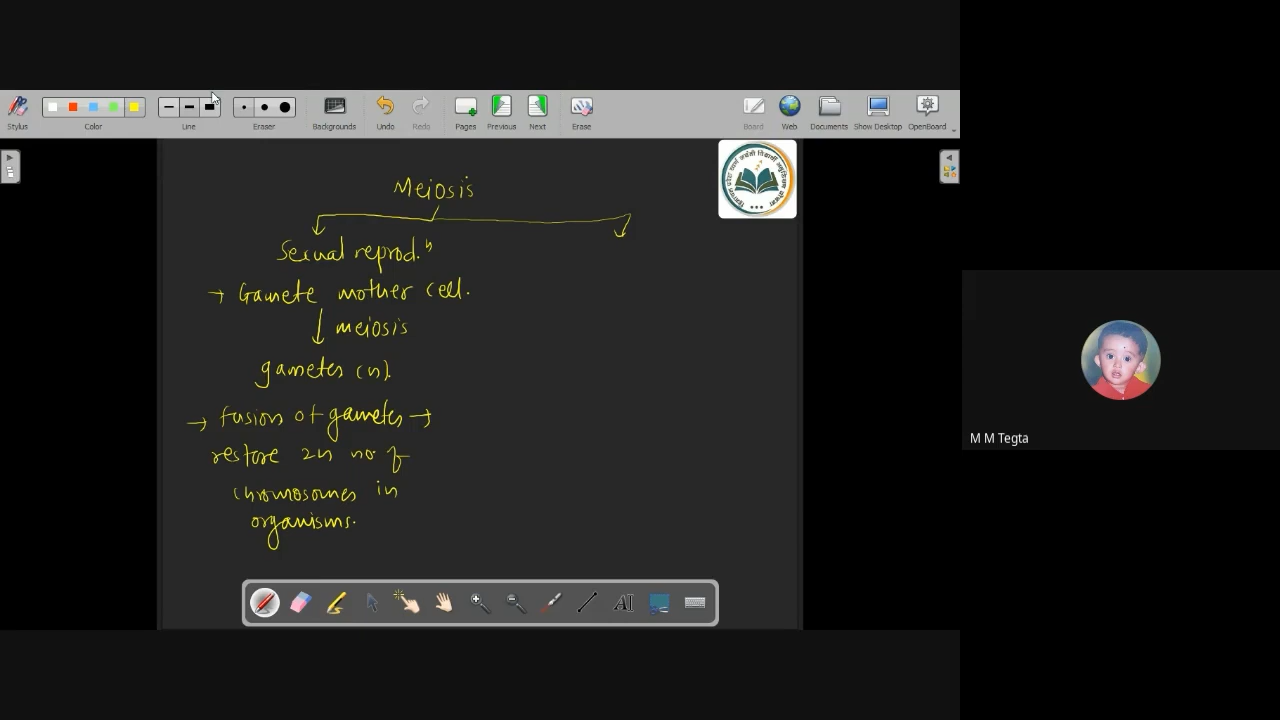 Stylus
Color
Line
Eraser
Backgrounds
Undo
Redo
Pages
Previous
Next
Erase
Board
Web
Documents
Show Desktop
OpenBoard
Meiosis
Sexual reprod.ⁿ
→ Gamete mother cell.
↓ meiosis
gametes (n).
→ fusion of gametes →
restore 2n no. of
chromosomes in
organisms.
M M Tegta